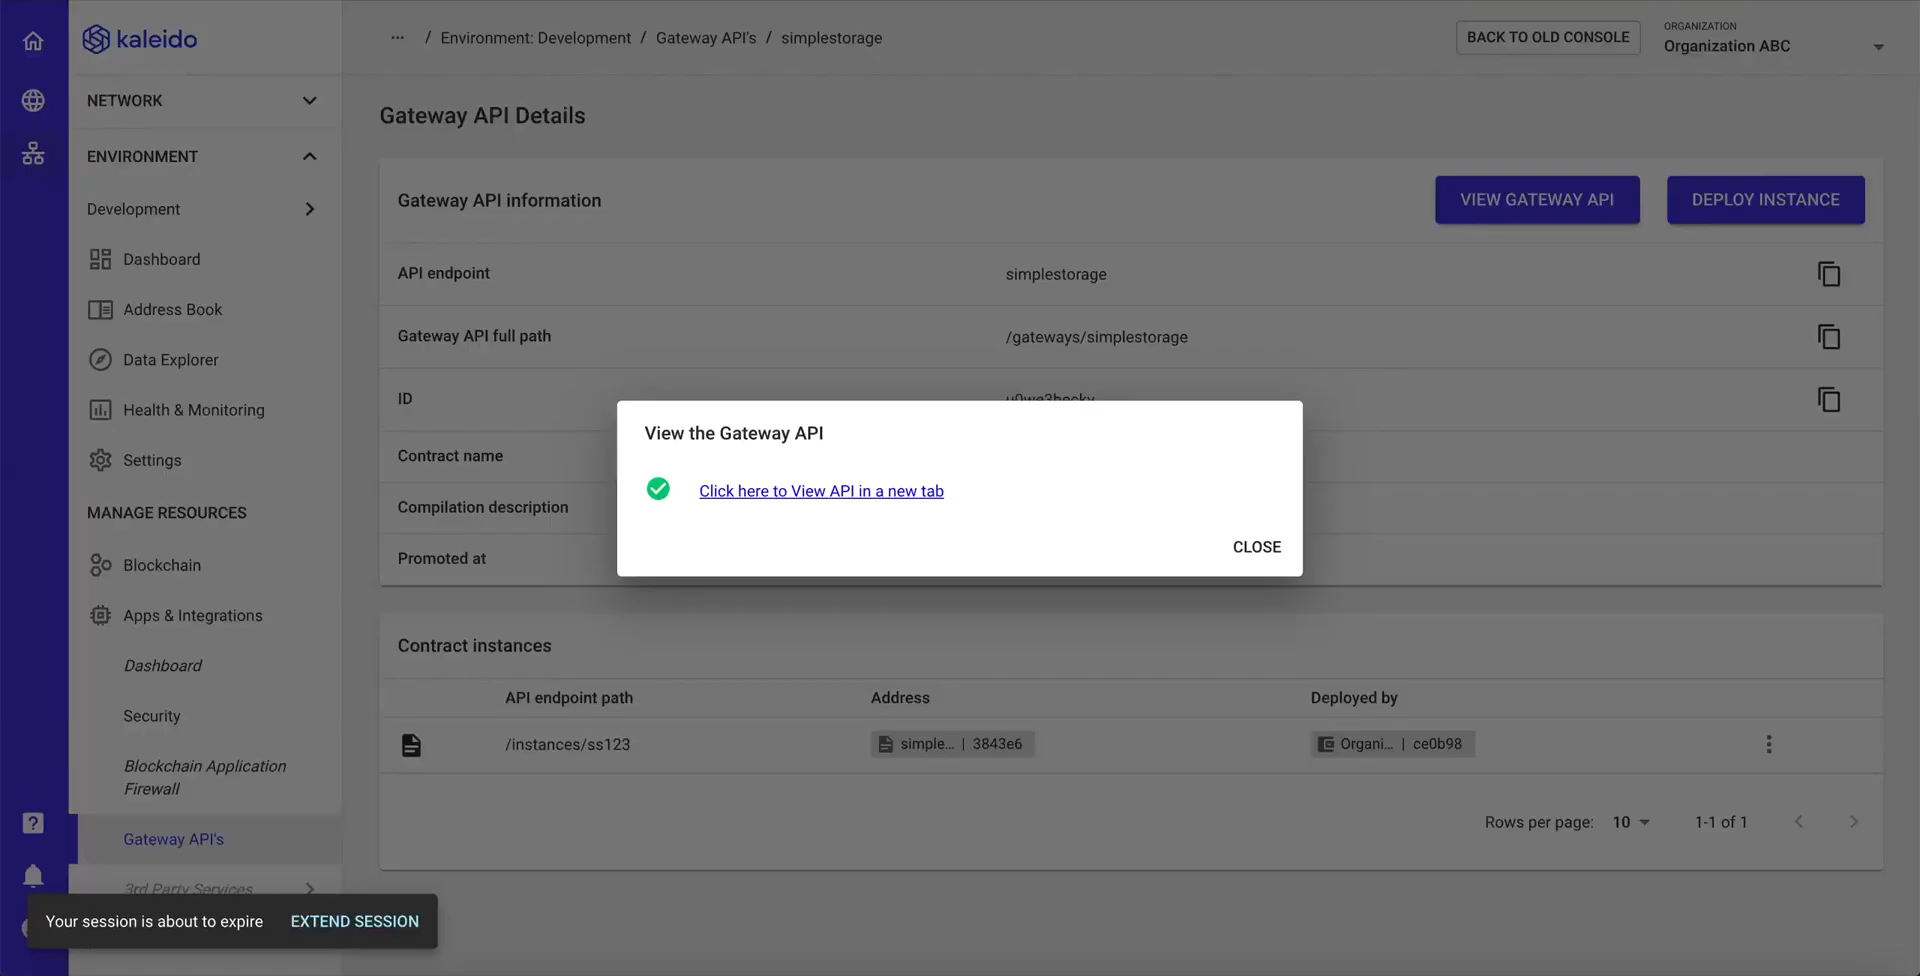 kaleido
... / Environment: Development / Gateway API's / simplestorage
BACK TO OLD CONSOLE
ORGANIZATION
Organization ABC
NETWORK
ENVIRONMENT
Development
Dashboard
Address Book
Data Explorer
Health & Monitoring
Settings
MANAGE RESOURCES
Blockchain
Apps & Integrations
Dashboard
Security
Blockchain Application
Firewall
Gateway API's
3rd Party Services
?
Your session is about to expire EXTEND SESSION
Gateway API Details
Gateway API information
VIEW GATEWAY API
DEPLOY INSTANCE
API endpoint simplestorage
Gateway API full path /gateways/simplestorage
ID
Contract name
Compilation description
Promoted at
View the Gateway API
Click here to View API in a new tab
CLOSE
Contract instances
API endpoint path Address Deployed by
/instances/ss123 simple... | 3843e6 Organi... | ce0b98
Rows per page: 10 1-1 of 1